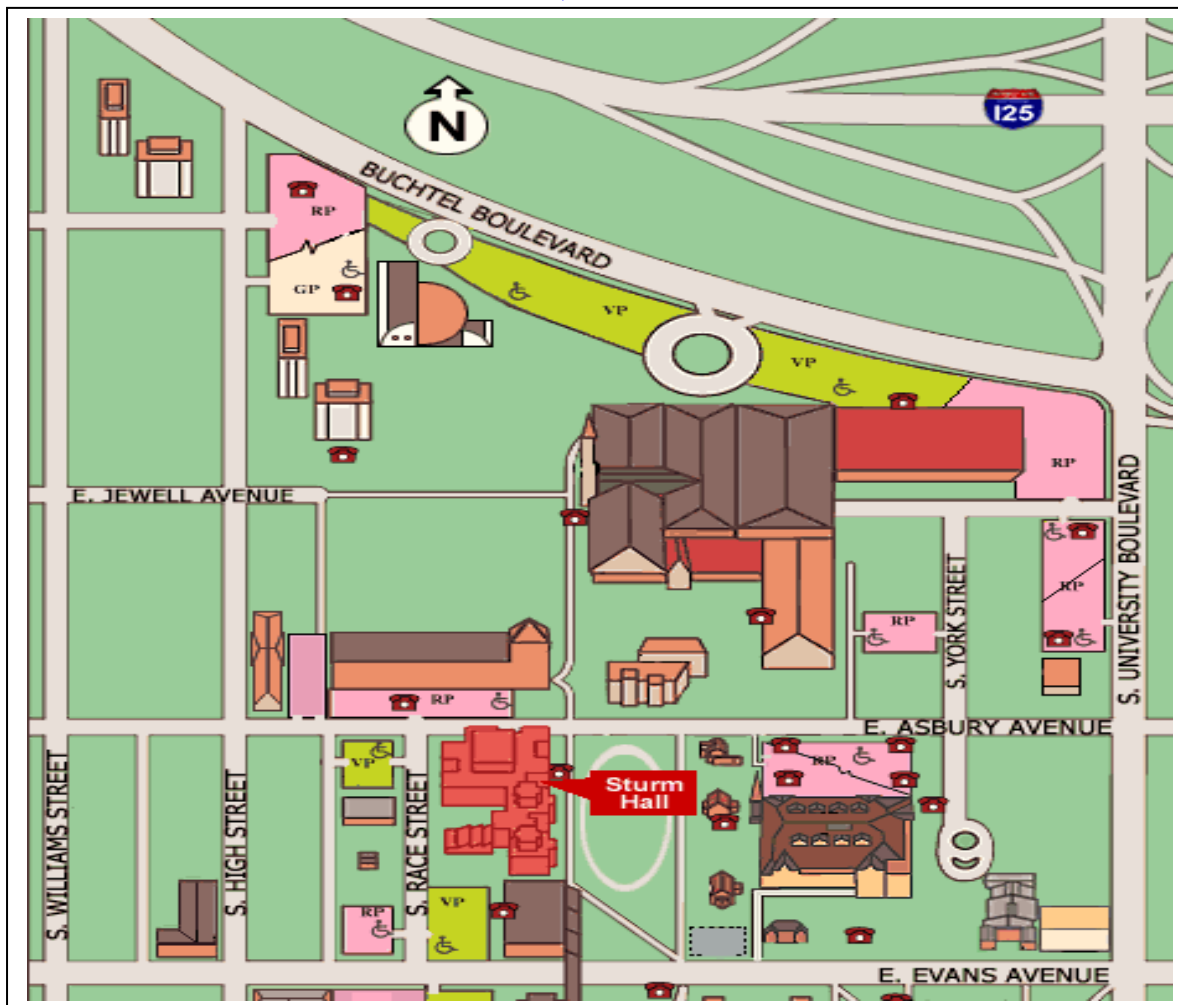 I25
N
BUCHTEL BOULEVARD
RP
GP
VP
VP
RP
E. JEWELL AVENUE
S. UNIVERSITY BOULEVARD
RP
RP
S. YORK STREET
RP
E. ASBURY AVENUE
VP
RP
Sturm
Hall
S. WILLIAMS STREET
S. HIGH STREET
S. RACE STREET
VP
RP
E. EVANS AVENUE